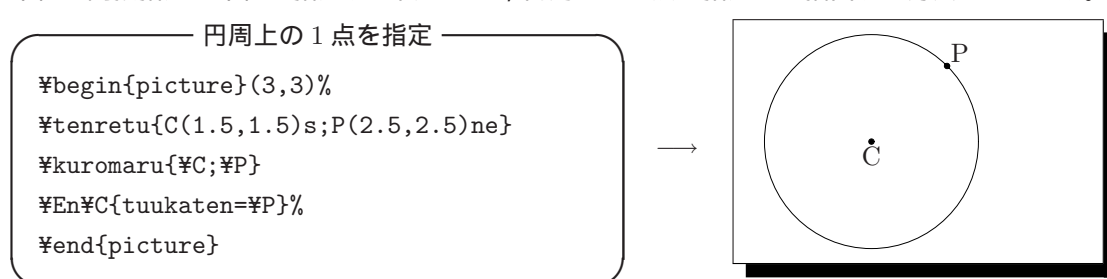 円周上の 1 点を指定
¥begin{picture}(3,3)%
¥tenretu{C(1.5,1.5)s;P(2.5,2.5)ne}
¥kuromaru{¥C;¥P}
¥En¥C{tuukaten=¥P}%
¥end{picture}
⟶
P
C